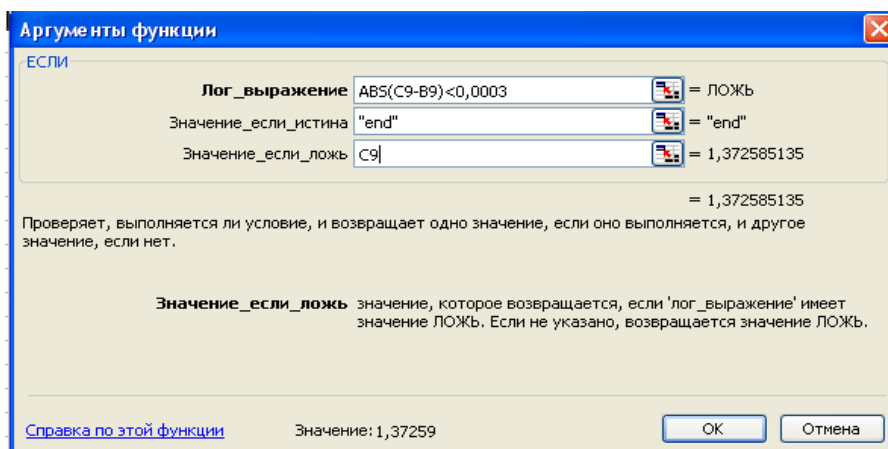 Аргументы функции
ЕСЛИ
Лог_выражение ABS(C9-B9)<0,0003 = ЛОЖЬ
Значение_если_истина "end" = "end"
Значение_если_ложь C9 = 1,372585135
= 1,372585135
Проверяет, выполняется ли условие, и возвращает одно значение, если оно выполняется, и другое
значение, если нет.
Значение_если_ложь значение, которое возвращается, если 'лог_выражение' имеет
значение ЛОЖЬ. Если не указано, возвращается значение ЛОЖЬ.
Справка по этой функции Значение: 1,37259 ОК Отмена